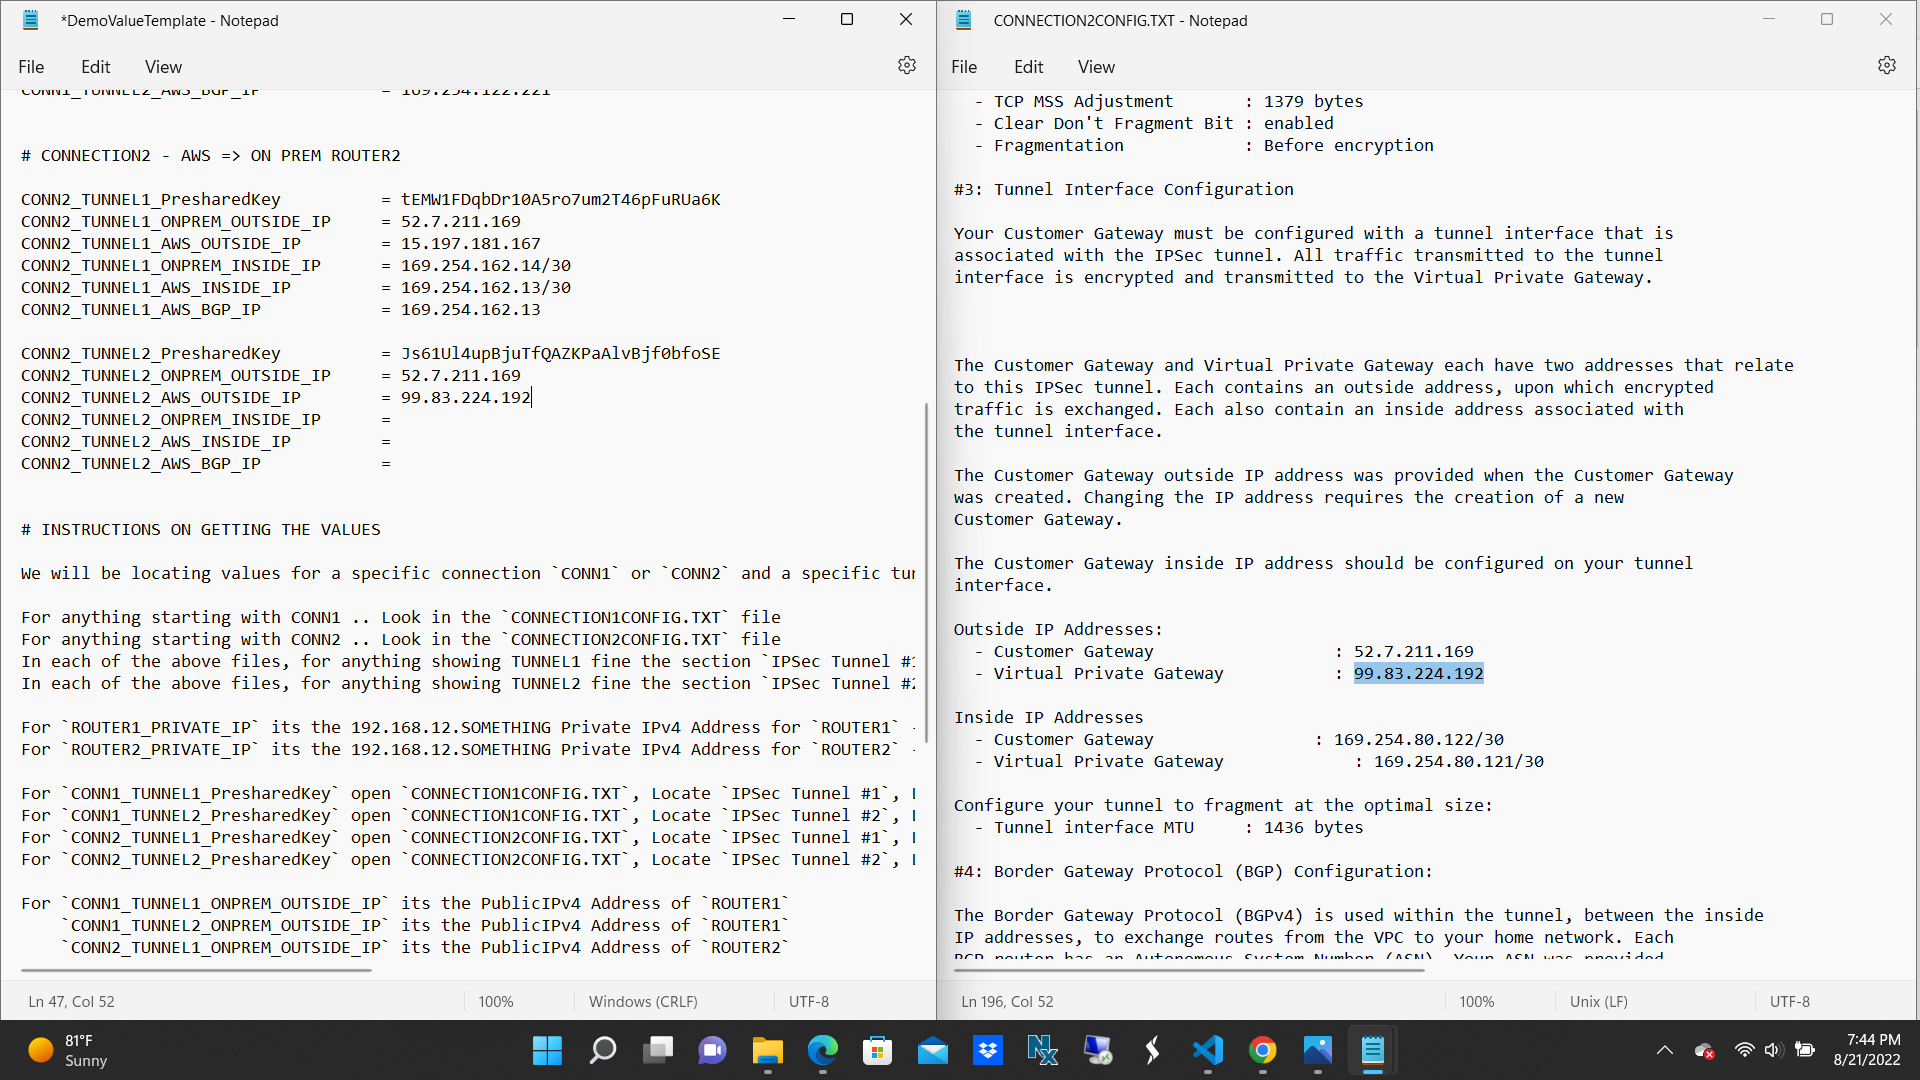 *DemoValueTemplate - Notepad
File Edit View
CONN1_TUNNEL2_AWS_BGP_IP = 169.254.122.221
# CONNECTION2 - AWS => ON PREM ROUTER2
CONN2_TUNNEL1_PresharedKey = tEMW1FDqbDr10A5ro7um2T46pFuRUa6K
CONN2_TUNNEL1_ONPREM_OUTSIDE_IP = 52.7.211.169
CONN2_TUNNEL1_AWS_OUTSIDE_IP = 15.197.181.167
CONN2_TUNNEL1_ONPREM_INSIDE_IP = 169.254.162.14/30
CONN2_TUNNEL1_AWS_INSIDE_IP = 169.254.162.13/30
CONN2_TUNNEL1_AWS_BGP_IP = 169.254.162.13
CONN2_TUNNEL2_PresharedKey = Js61Ul4upBjuTfQAZKPaAlvBjf0bfoSE
CONN2_TUNNEL2_ONPREM_OUTSIDE_IP = 52.7.211.169
CONN2_TUNNEL2_AWS_OUTSIDE_IP = 99.83.224.192
CONN2_TUNNEL2_ONPREM_INSIDE_IP =
CONN2_TUNNEL2_AWS_INSIDE_IP =
CONN2_TUNNEL2_AWS_BGP_IP =
# INSTRUCTIONS ON GETTING THE VALUES
We will be locating values for a specific connection `CONN1` or `CONN2` and a specific tun
For anything starting with CONN1 .. Look in the `CONNECTION1CONFIG.TXT` file
For anything starting with CONN2 .. Look in the `CONNECTION2CONFIG.TXT` file
In each of the above files, for anything showing TUNNEL1 fine the section `IPSec Tunnel #1
In each of the above files, for anything showing TUNNEL2 fine the section `IPSec Tunnel #2
For `ROUTER1_PRIVATE_IP` its the 192.168.12.SOMETHING Private IPv4 Address for `ROUTER1` -
For `ROUTER2_PRIVATE_IP` its the 192.168.12.SOMETHING Private IPv4 Address for `ROUTER2` -
For `CONN1_TUNNEL1_PresharedKey` open `CONNECTION1CONFIG.TXT`, Locate `IPSec Tunnel #1`,
For `CONN1_TUNNEL2_PresharedKey` open `CONNECTION1CONFIG.TXT`, Locate `IPSec Tunnel #2`,
For `CONN2_TUNNEL1_PresharedKey` open `CONNECTION2CONFIG.TXT`, Locate `IPSec Tunnel #1`,
For `CONN2_TUNNEL2_PresharedKey` open `CONNECTION2CONFIG.TXT`, Locate `IPSec Tunnel #2`,
For `CONN1_TUNNEL1_ONPREM_OUTSIDE_IP` its the PublicIPv4 Address of `ROUTER1`
`CONN1_TUNNEL2_ONPREM_OUTSIDE_IP` its the PublicIPv4 Address of `ROUTER1`
`CONN2_TUNNEL1_ONPREM_OUTSIDE_IP` its the PublicIPv4 Address of `ROUTER2`
Ln 47, Col 52 100% Windows (CRLF) UTF-8
CONNECTION2CONFIG.TXT - Notepad
File Edit View
- TCP MSS Adjustment : 1379 bytes
- Clear Don't Fragment Bit : enabled
- Fragmentation : Before encryption
#3: Tunnel Interface Configuration
Your Customer Gateway must be configured with a tunnel interface that is
associated with the IPSec tunnel. All traffic transmitted to the tunnel
interface is encrypted and transmitted to the Virtual Private Gateway.
The Customer Gateway and Virtual Private Gateway each have two addresses that relate
to this IPSec tunnel. Each contains an outside address, upon which encrypted
traffic is exchanged. Each also contain an inside address associated with
the tunnel interface.
The Customer Gateway outside IP address was provided when the Customer Gateway
was created. Changing the IP address requires the creation of a new
Customer Gateway.
The Customer Gateway inside IP address should be configured on your tunnel
interface.
Outside IP Addresses:
- Customer Gateway : 52.7.211.169
- Virtual Private Gateway : 99.83.224.192
Inside IP Addresses
- Customer Gateway : 169.254.80.122/30
- Virtual Private Gateway : 169.254.80.121/30
Configure your tunnel to fragment at the optimal size:
- Tunnel interface MTU : 1436 bytes
#4: Border Gateway Protocol (BGP) Configuration:
The Border Gateway Protocol (BGPv4) is used within the tunnel, between the inside
IP addresses, to exchange routes from the VPC to your home network. Each
BGP router has an Autonomous System Number (ASN). Your ASN was provided
Ln 196, Col 52 100% Unix (LF) UTF-8
81°F
Sunny
7:44 PM
8/21/2022